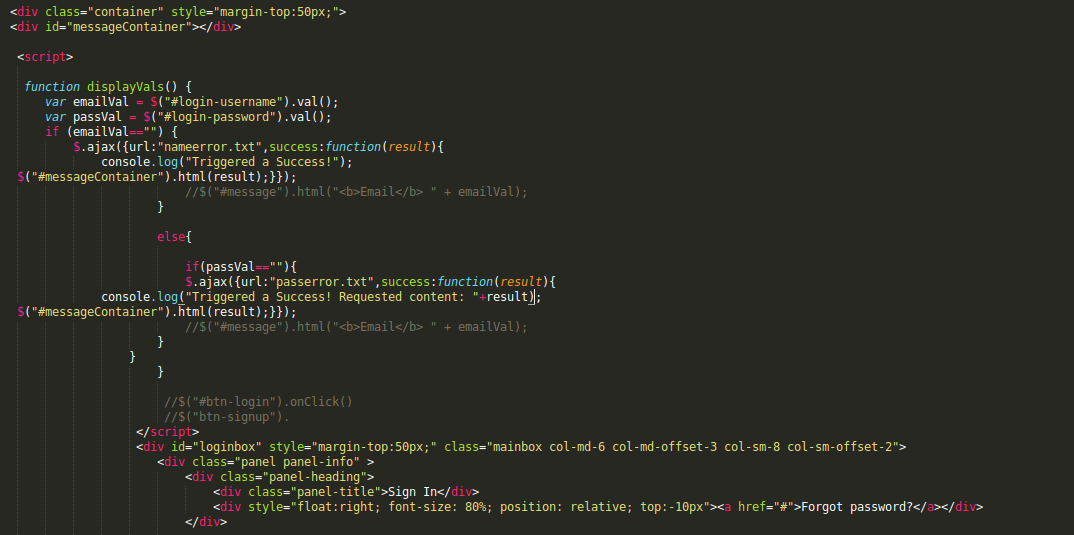 <div class="container" style="margin-top:50px;">
<div id="messageContainer"></div>
<script>
function displayVals() {
var emailVal = $("#login-username").val();
var passVal = $("#login-password").val();
if (emailVal=="") {
$.ajax({url:"nameerror.txt",success:function(result){
console.log("Triggered a Success!");
$("#messageContainer").html(result);}});
//$("#message").html("<b>Email</b> " + emailVal);
}
else{
if(passVal==""){
$.ajax({url:"passerror.txt",success:function(result){
console.log("Triggered a Success! Requested content: "+result);
$("#messageContainer").html(result);}});
//$("#message").html("<b>Email</b> " + emailVal);
}
}
}
//$("#btn-login").onClick()
//$("btn-signup").
</script>
<div id="loginbox" style="margin-top:50px;" class="mainbox col-md-6 col-md-offset-3 col-sm-8 col-sm-offset-2">
<div class="panel panel-info" >
<div class="panel-heading">
<div class="panel-title">Sign In</div>
<div style="float:right; font-size: 80%; position: relative; top:-10px"><a href="#">Forgot password?</a></div>
</div>